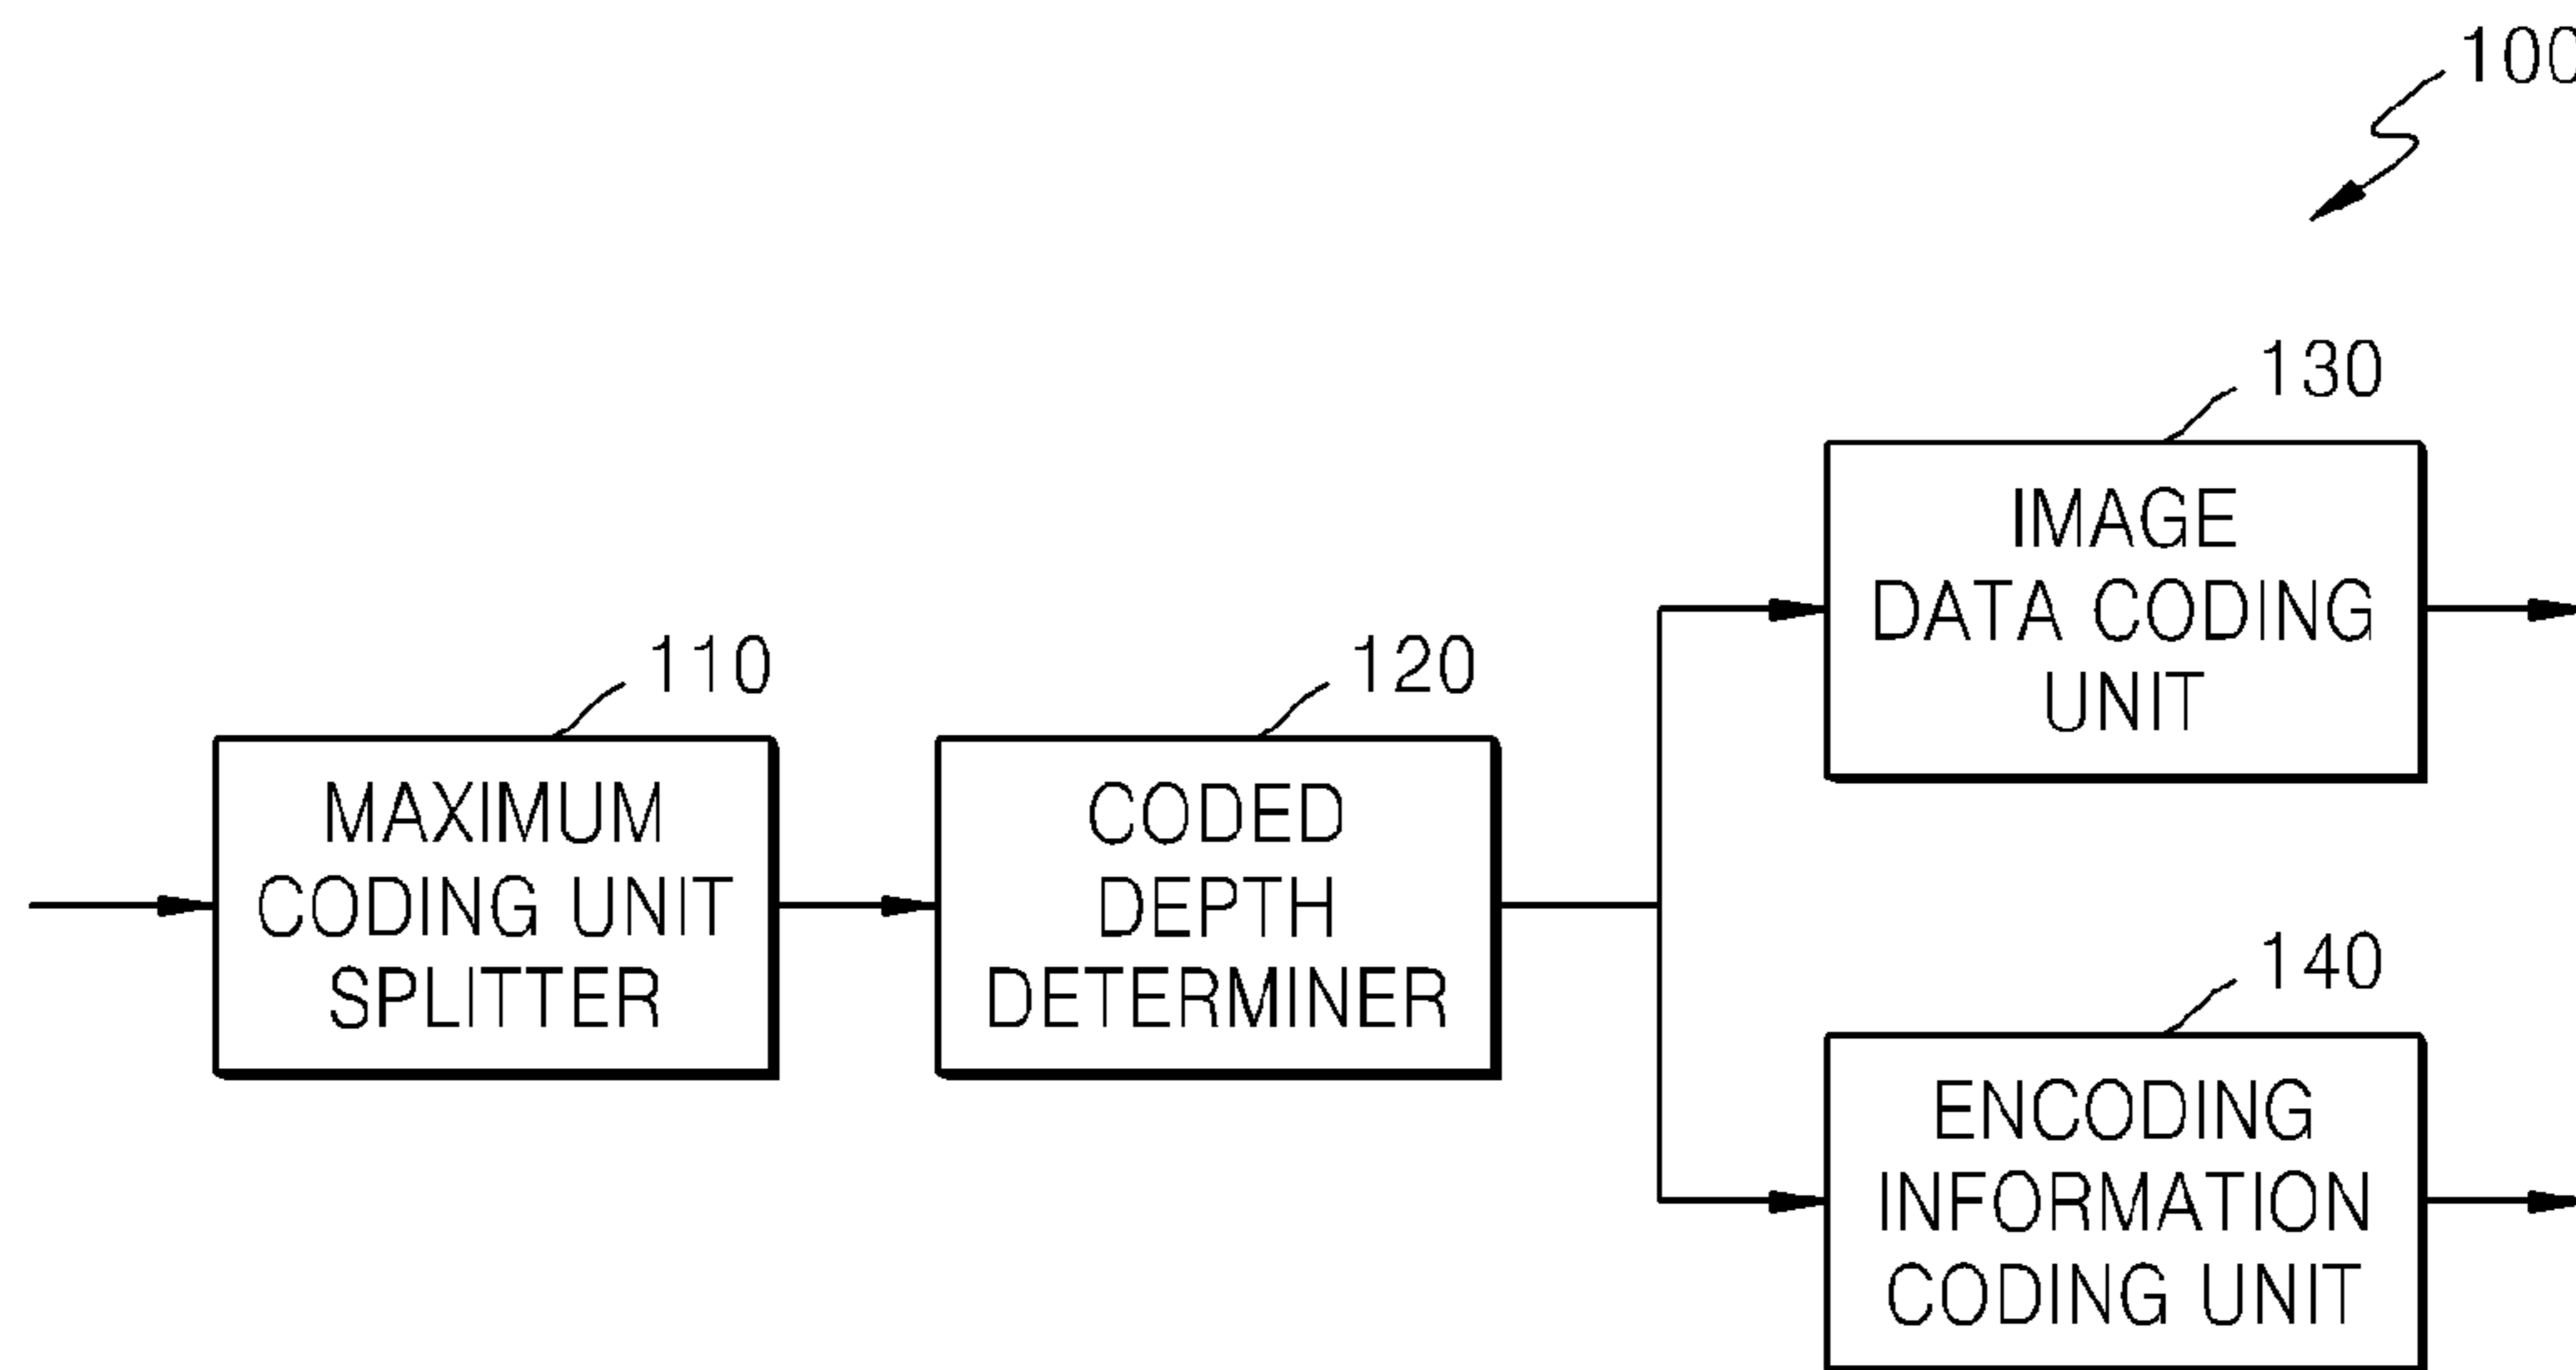 100
130
IMAGE
DATA CODING
UNIT
110
MAXIMUM
CODING UNIT
SPLITTER
120
CODED
DEPTH
DETERMINER
140
ENCODING
INFORMATION
CODING UNIT